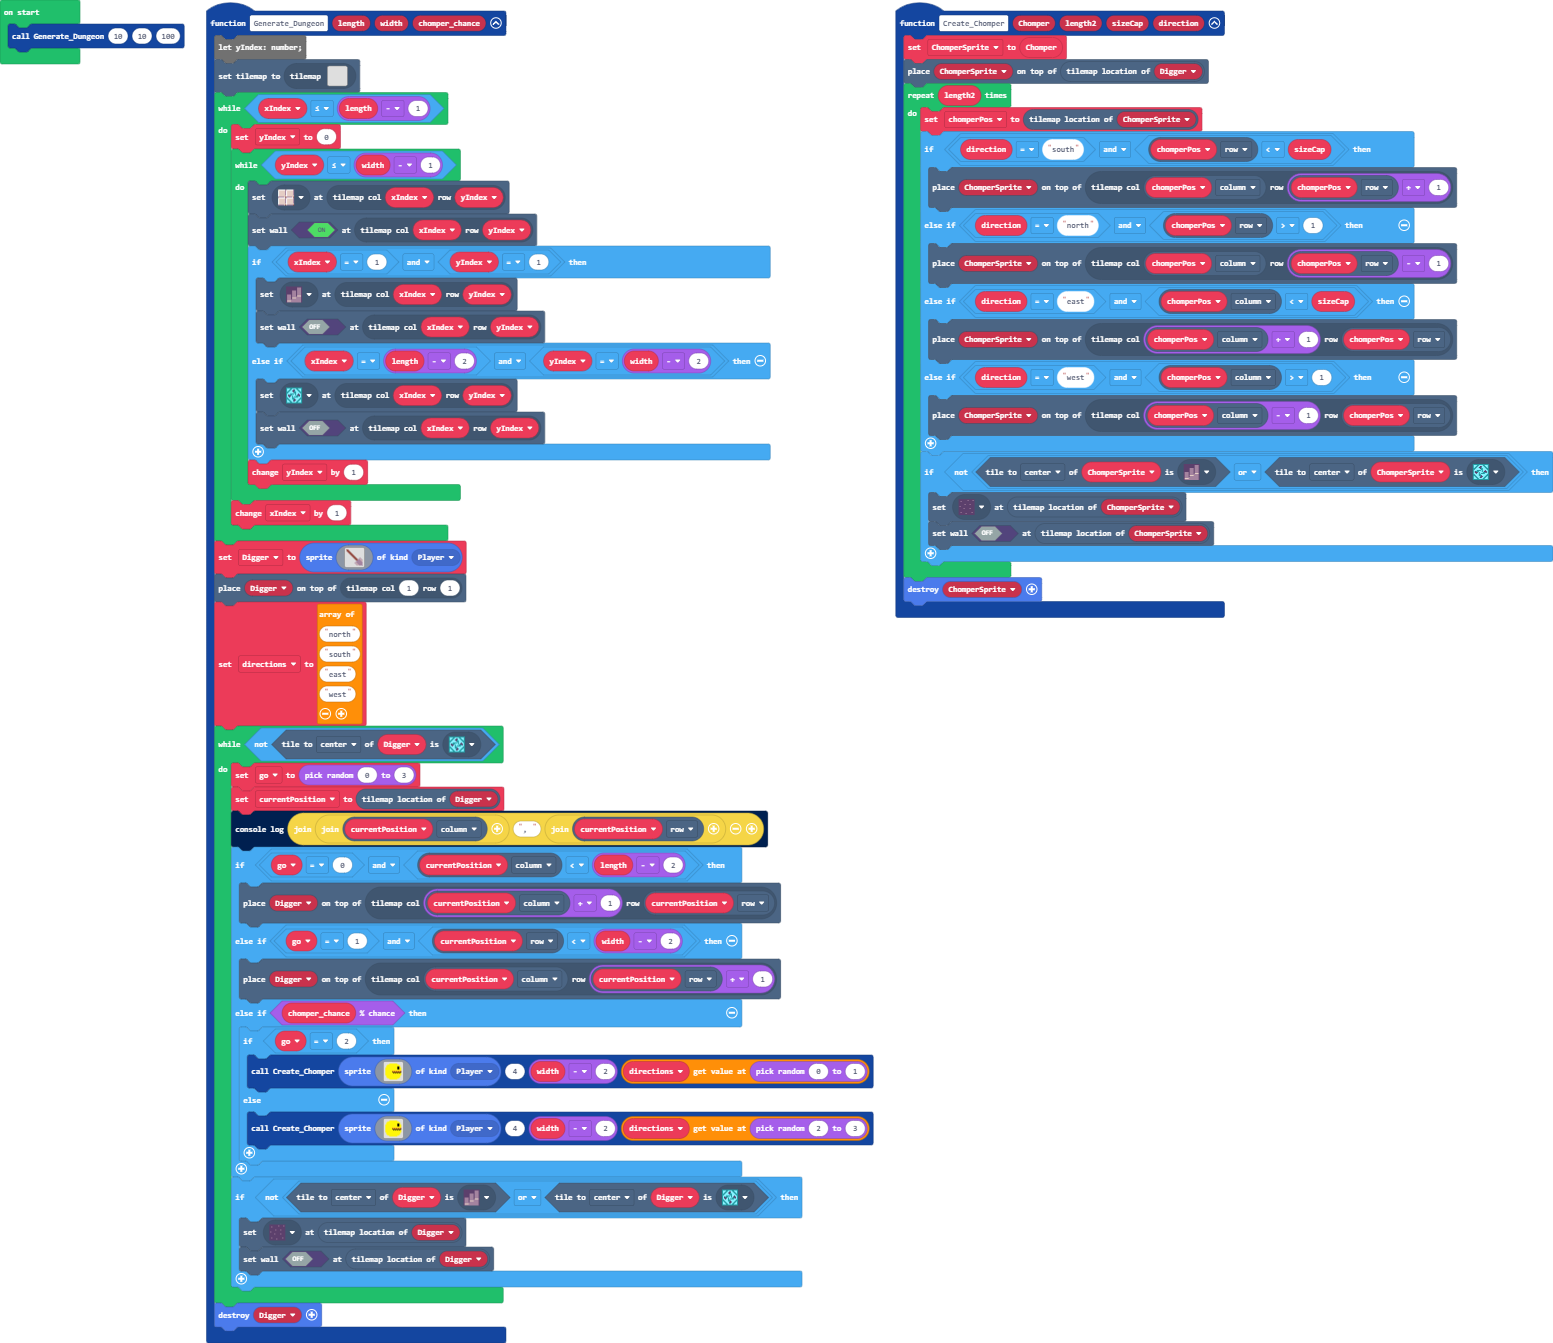 on start
call Generate_Dungeon 10 10 100
function Generate_Dungeon length width chomper_chance
let yIndex: number;
set tilemap to tilemap
while xIndex ≤ length - 1
do
set yIndex to 0
while yIndex ≤ width - 1
do
set at tilemap col xIndex row yIndex
set wall ON at tilemap col xIndex row yIndex
if xIndex = 1 and yIndex = 1 then
set at tilemap col xIndex row yIndex
set wall OFF at tilemap col xIndex row yIndex
else if xIndex = length - 2 and yIndex = width - 2 then
set at tilemap col xIndex row yIndex
set wall OFF at tilemap col xIndex row yIndex
change yIndex by 1
change xIndex by 1
set Digger to sprite of kind Player
place Digger on top of tilemap col 1 row 1
set directions to array of
"north"
"south"
"east"
"west"
while not tile to center of Digger is
do
set go to pick random 0 to 3
set currentPosition to tilemap location of Digger
console log join join currentPosition column "," join currentPosition row
if go = 0 and currentPosition column < length - 2 then
place Digger on top of tilemap col currentPosition column + 1 row currentPosition row
else if go = 1 and currentPosition row < width - 2 then
place Digger on top of tilemap col currentPosition column row currentPosition row + 1
else if chomper_chance % chance then
if go = 2 then
call Create_Chomper sprite of kind Player 4 width - 2 directions get value at pick random 0 to 1
else
call Create_Chomper sprite of kind Player 4 width - 2 directions get value at pick random 2 to 3
if not tile to center of Digger is or tile to center of Digger is then
set at tilemap location of Digger
set wall OFF at tilemap location of Digger
destroy Digger
function Create_Chomper Chomper length2 sizeCap direction
set ChomperSprite to Chomper
place ChomperSprite on top of tilemap location of Digger
repeat length2 times
do
set chomperPos to tilemap location of ChomperSprite
if direction = "south" and chomperPos row < sizeCap then
place ChomperSprite on top of tilemap col chomperPos column row chomperPos row + 1
else if direction = "north" and chomperPos row > 1 then
place ChomperSprite on top of tilemap col chomperPos column row chomperPos row - 1
else if direction = "east" and chomperPos column < sizeCap then
place ChomperSprite on top of tilemap col chomperPos column + 1 row chomperPos row
else if direction = "west" and chomperPos column > 1 then
place ChomperSprite on top of tilemap col chomperPos column - 1 row chomperPos row
if not tile to center of ChomperSprite is or tile to center of ChomperSprite is then
set at tilemap location of ChomperSprite
set wall OFF at tilemap location of ChomperSprite
destroy ChomperSprite